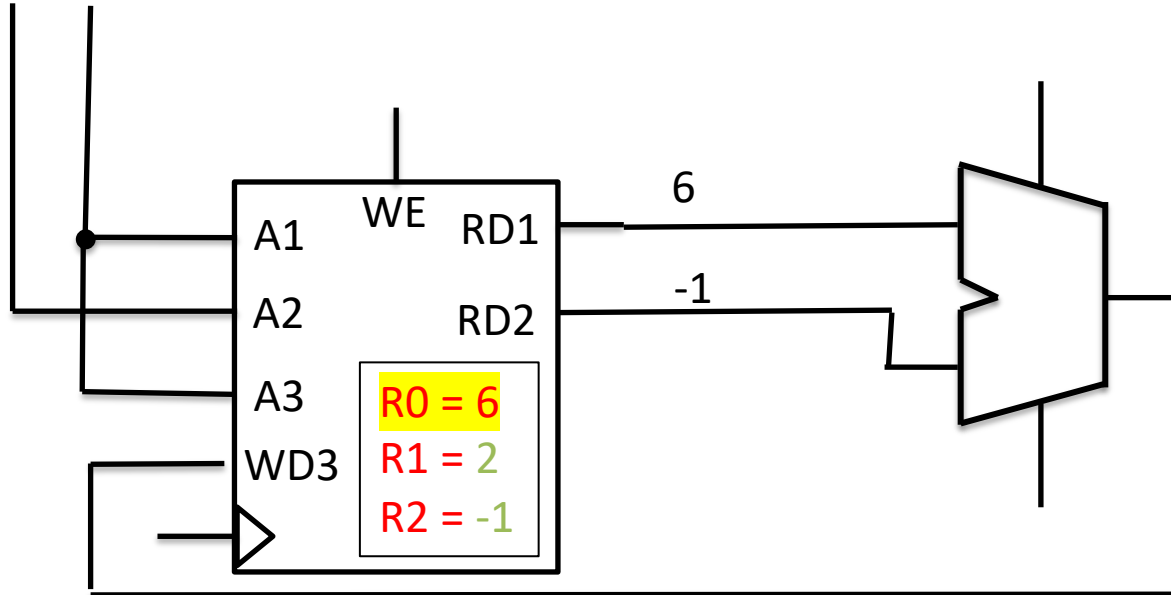 6
WE
A1
RD1
-1
A2
RD2
A3
R0 = 6
WD3
R1 = 2
R2 = -1